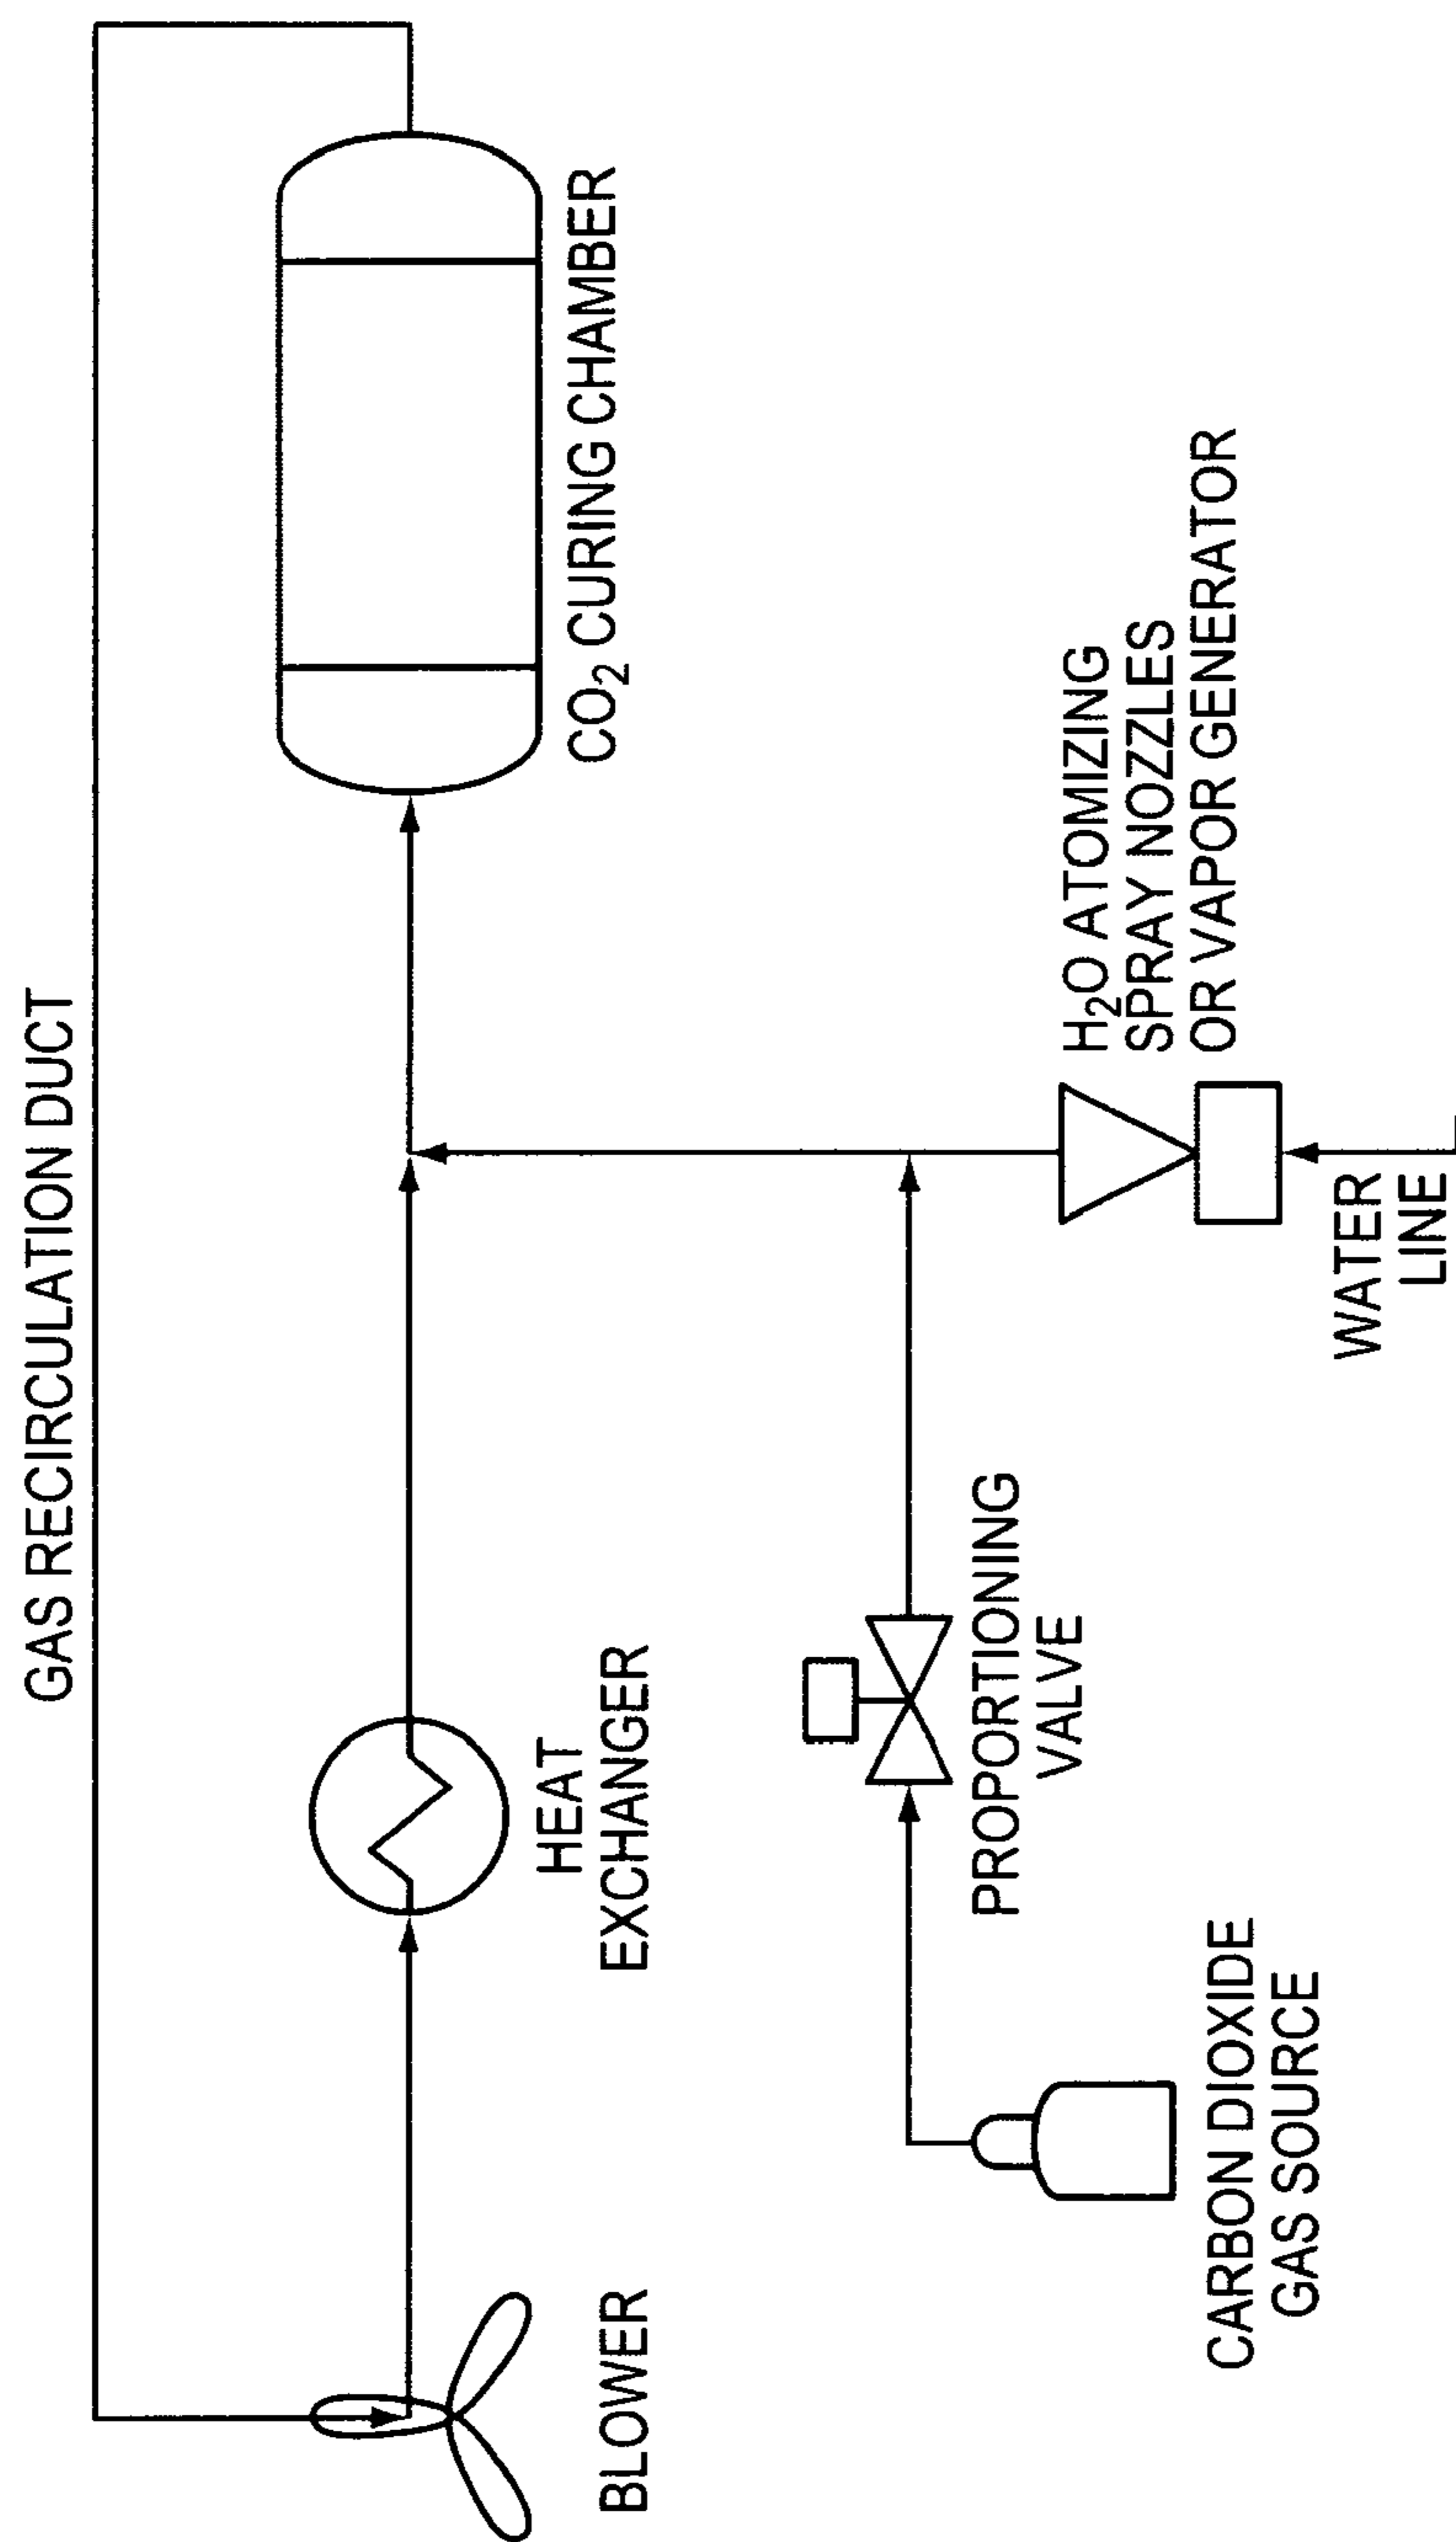 GAS RECIRCULATION DUCT
BLOWER
HEAT
EXCHANGER
CO₂ CURING CHAMBER
PROPORTIONING
VALVE
H₂O ATOMIZING
SPRAY NOZZLES
OR VAPOR GENERATOR
CARBON DIOXIDE
GAS SOURCE
WATER
LINE